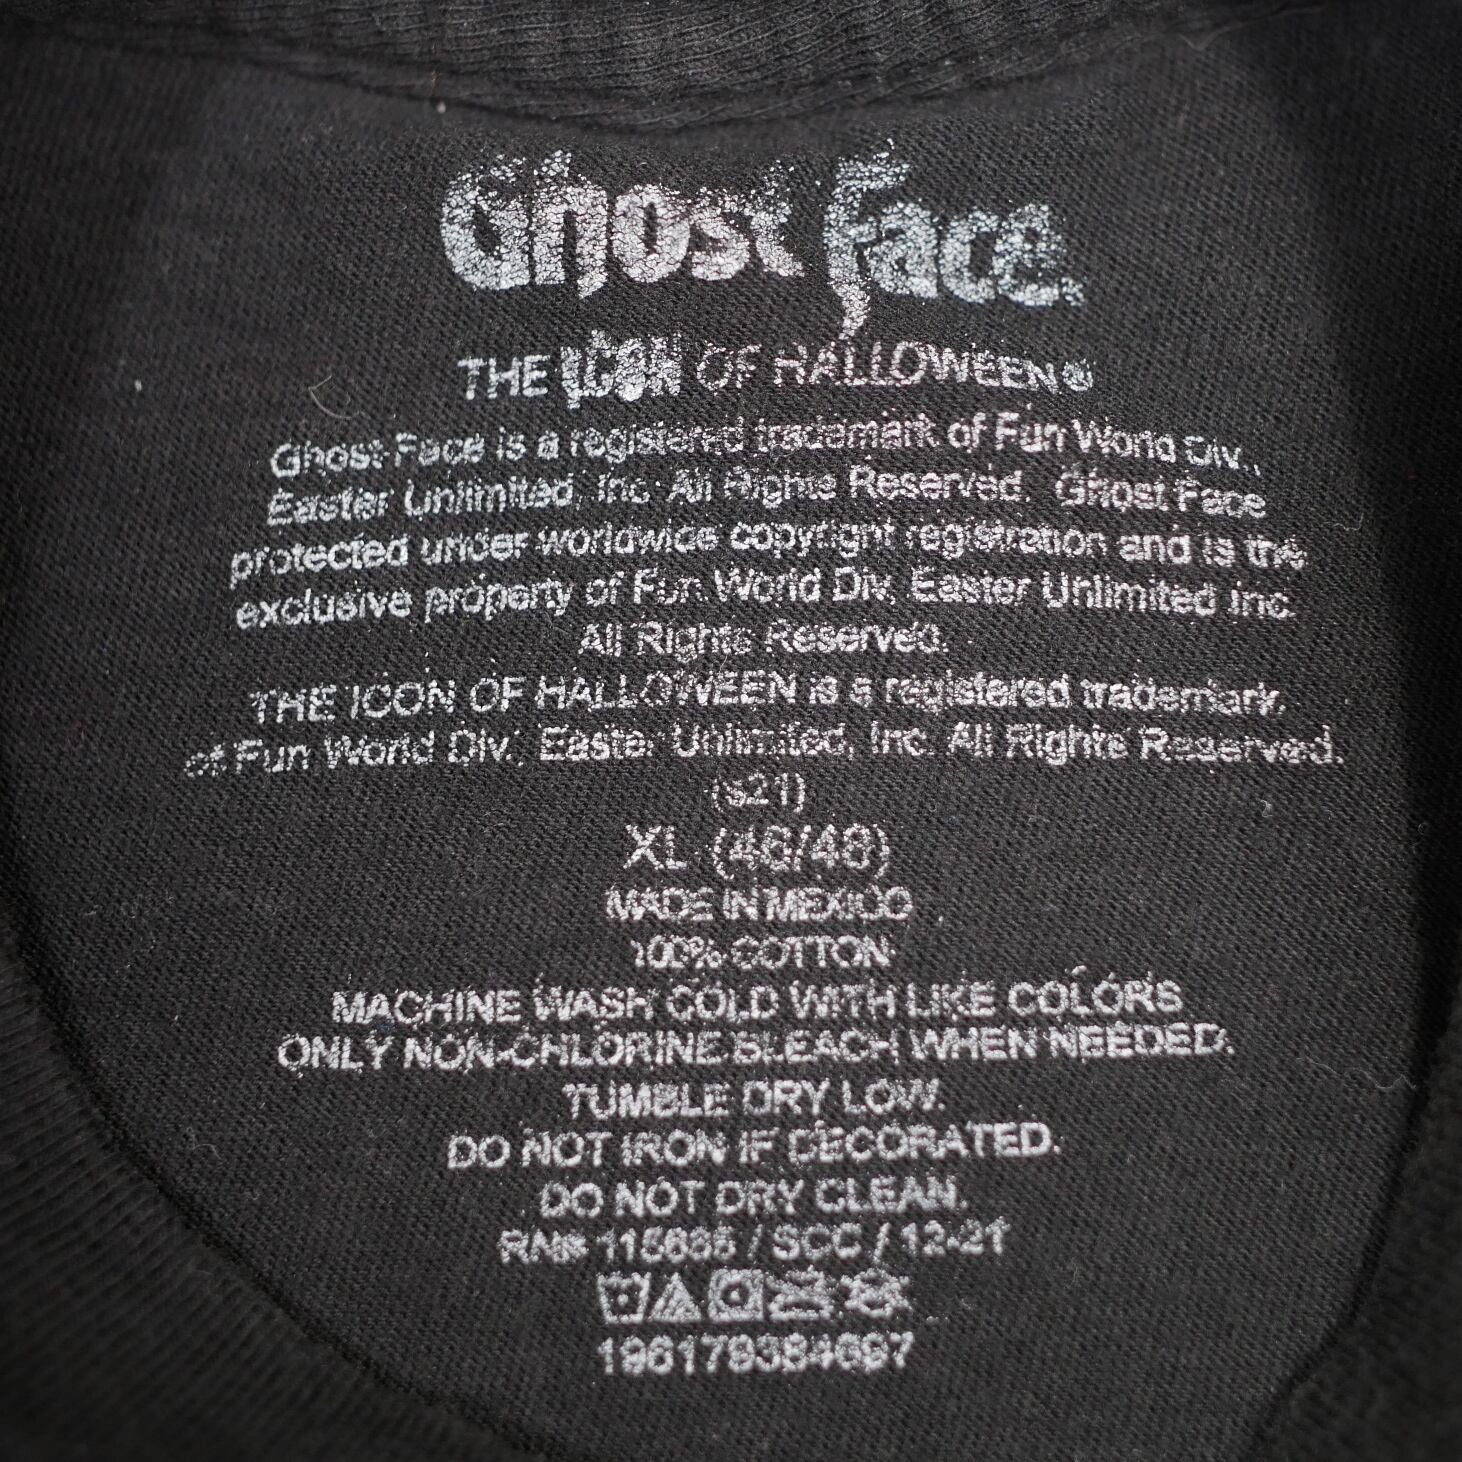 Ghost Face.
THE ICON OF HALLOWEEN®
Ghost Face is a registered trademark of Fun World Div.,
Easter Unlimited, Inc. All Rights Reserved. Ghost Face
protected under worldwide copyright registration and is the
exclusive property of Fun World Div, Easter Unlimited Inc.
All Rights Reserved.
THE ICON OF HALLOWEEN is a registered trademark.
of Fun World Div., Easter Unlimited, Inc. All Rights Reserved.
(s21)
XL (46/48)
MADE IN MEXICO
100% COTTON
MACHINE WASH COLD WITH LIKE COLORS
ONLY NON-CHLORINE BLEACH WHEN NEEDED.
TUMBLE DRY LOW.
DO NOT IRON IF DECORATED.
DO NOT DRY CLEAN.
RN# / SCC / 12-21